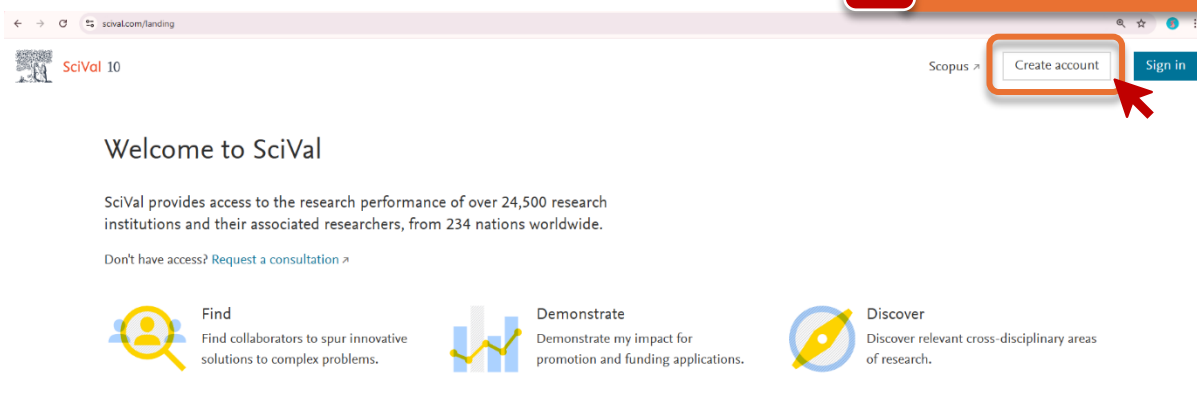 scival.com/landing
SciVal 10
Scopus ↗
Create account
Sign in
Welcome to SciVal
SciVal provides access to the research performance of over 24,500 research
institutions and their associated researchers, from 234 nations worldwide.
Don't have access? Request a consultation ↗
Find
Find collaborators to spur innovative
solutions to complex problems.
Demonstrate
Demonstrate my impact for
promotion and funding applications.
Discover
Discover relevant cross-disciplinary areas
of research.